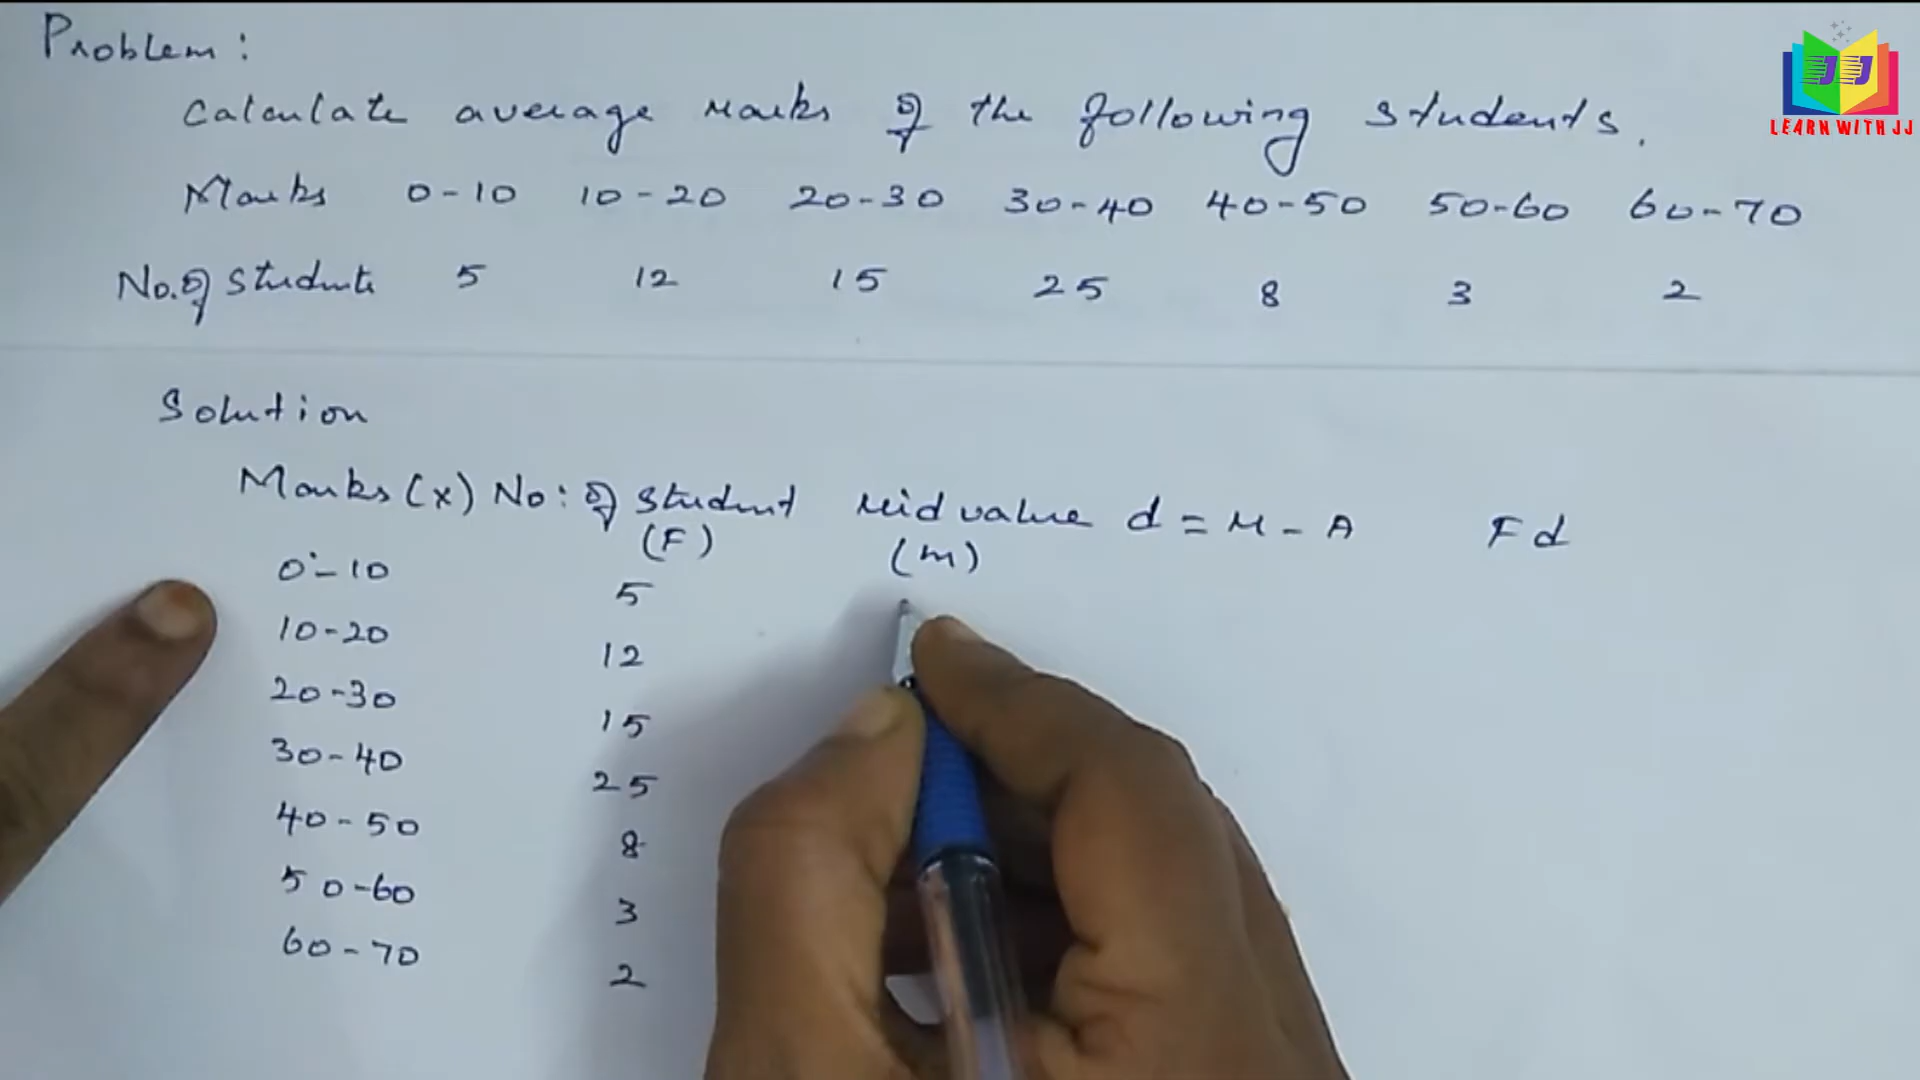 Problem:
Calculate average Marks of the following students.
Marks 0-10 10-20 20-30 30-40 40-50 50-60 60-70
No. of students 5 12 15 25 8 3 2
Solution
Marks (x) No: of student mid value d = M - A Fd
(F) (m)
0-10 5
10-20 12
20-30 15
30-40 25
40-50 8
50-60 3
60-70 2
JJ
LEARN WITH JJ